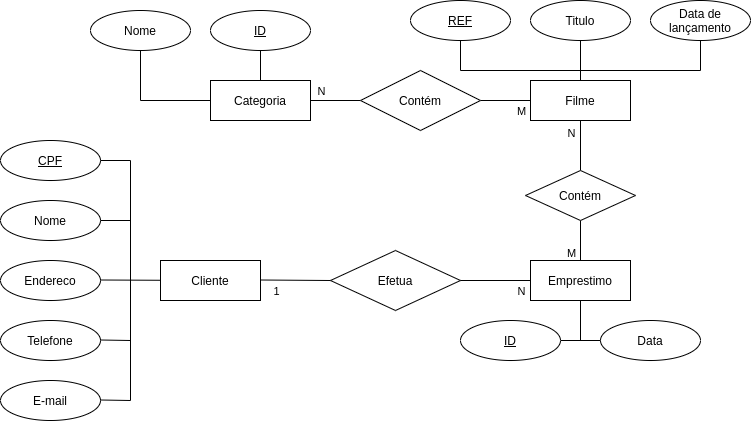 REF
Titulo
Data de
lançamento
Nome
ID
Categoria
N
Contém
M
Filme
N
CPF
Contém
Nome
M
Endereco
Cliente
1
Efetua
N
Emprestimo
Telefone
ID
Data
E-mail